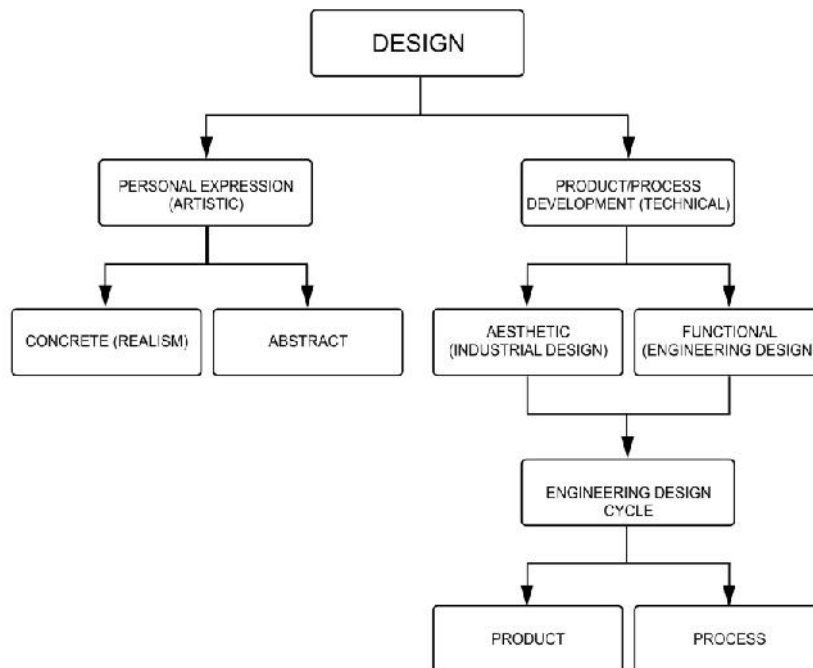 DESIGN
PERSONAL EXPRESSION
(ARTISTIC)
PRODUCT/PROCESS
DEVELOPMENT (TECHNICAL)
CONCRETE (REALISM)
ABSTRACT
AESTHETIC
(INDUSTRIAL DESIGN)
FUNCTIONAL
(ENGINEERING DESIGN
ENGINEERING DESIGN
CYCLE
PRODUCT
PROCESS